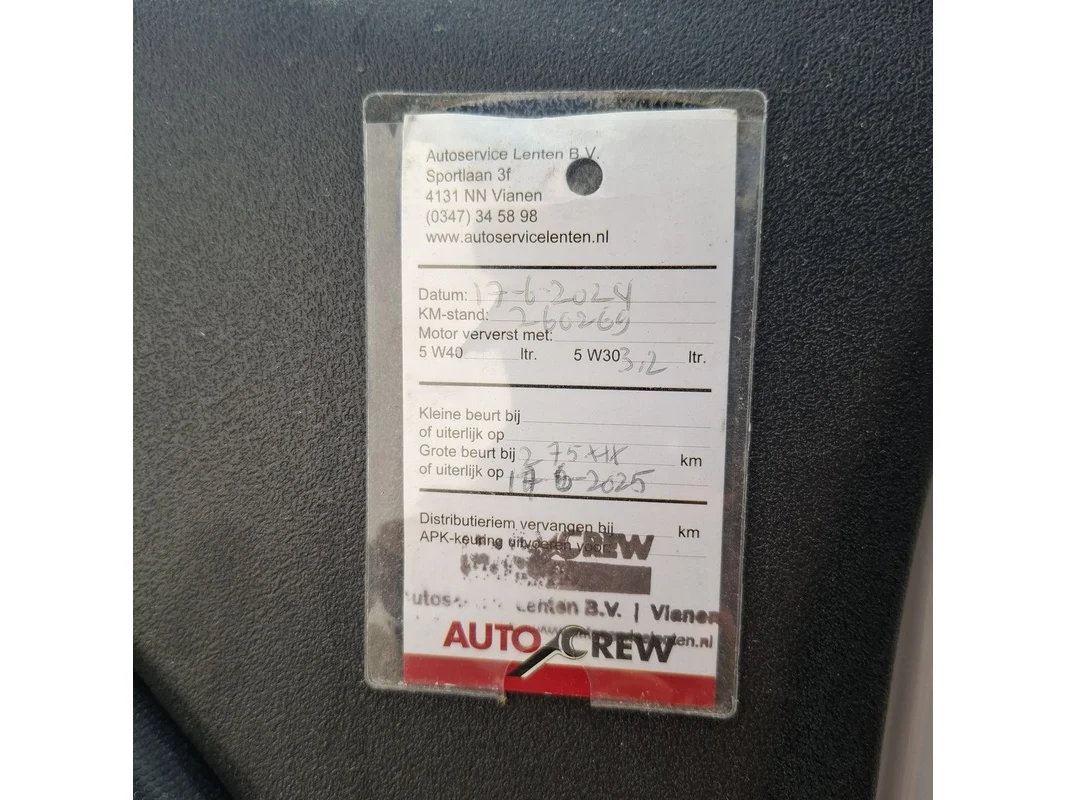 Autoservice Lenten B.V.
Sportlaan 3f
4131 NN Vianen
(0347) 34 58 98
www.autoservicelenten.nl
Datum: 17-6-2024
KM-stand: 260269
Motor ververst met:
5 W40 ltr. 5 W30 3,2 ltr.
Kleine beurt bij
of uiterlijk op
Grote beurt bij 275xxx km
of uiterlijk op 17-6-2025
Distributieriem vervangen bij km
APK-keuring uitvoeren voor:
CREW
Lenten B.V. | Vianen
AUTO CREW